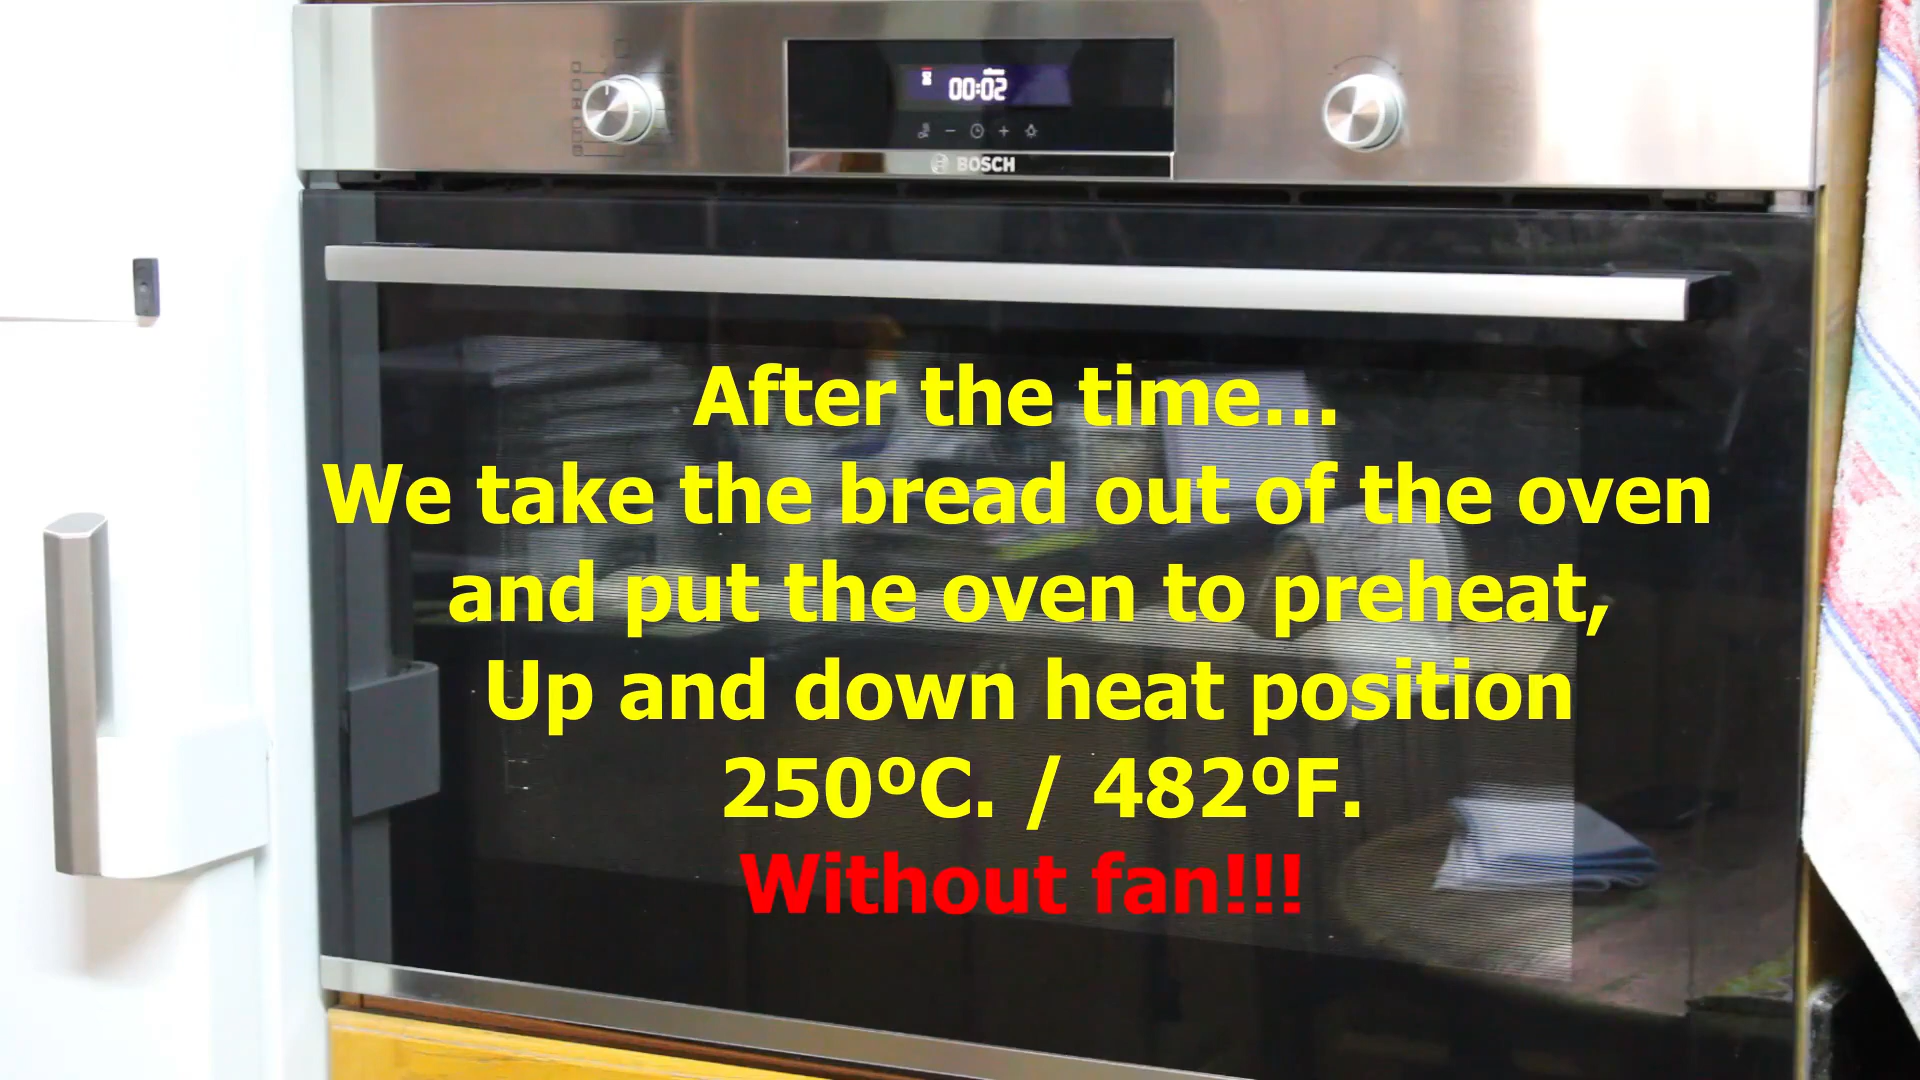 00:02
BOSCH
After the time...
We take the bread out of the oven
and put the oven to preheat,
Up and down heat position
250ºC. / 482ºF.
Without fan!!!